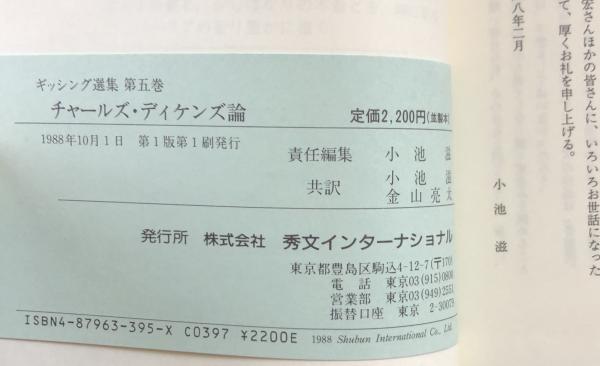 宏さんほかの皆さんに、いろいろお世話になった
て、厚くお礼を申し上げる。
八年二月
小池 滋
ギッシング選集 第五巻
チャールズ・ディケンズ論
定価2,200円(並製本)
1988年10月1日 第1版第1刷発行
責任編集 小池 滋
共訳 小池 滋
金山亮太
発行所 株式会社 秀文インターナショナル
東京都豊島区駒込4-12-7(〒170)
電話 東京03(915)0800
営業部 東京03(949)255
振替口座 東京 2-30078
ISBN4-87963-395-X C0397 ¥2200E
1988 Shubun International Co., Ltd.